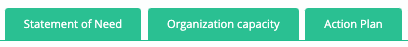 Statement of Need
Organization capacity
Action Plan